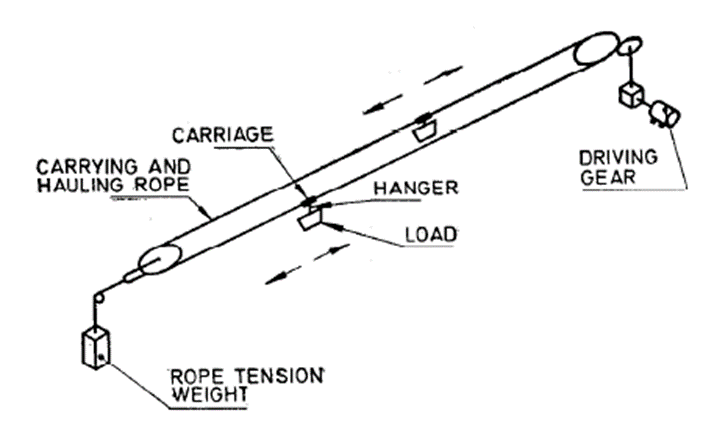 CARRIAGE
CARRYING AND
HAULING ROPE
HANGER
LOAD
DRIVING
GEAR
ROPE TENSION
WEIGHT